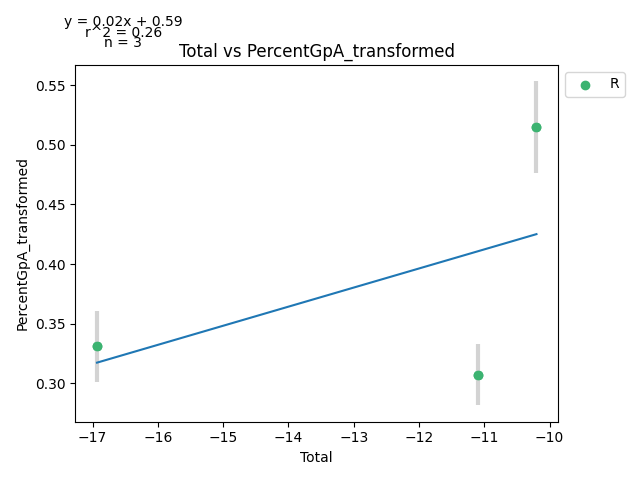 y = 0.02x + 0.59
r^2 = 0.26
n = 3
Total vs PercentGpA_transformed
R
PercentGpA_transformed
0.55
0.50
0.45
0.40
0.35
0.30
−17 −16 −15 −14 −13 −12 −11 −10
Total